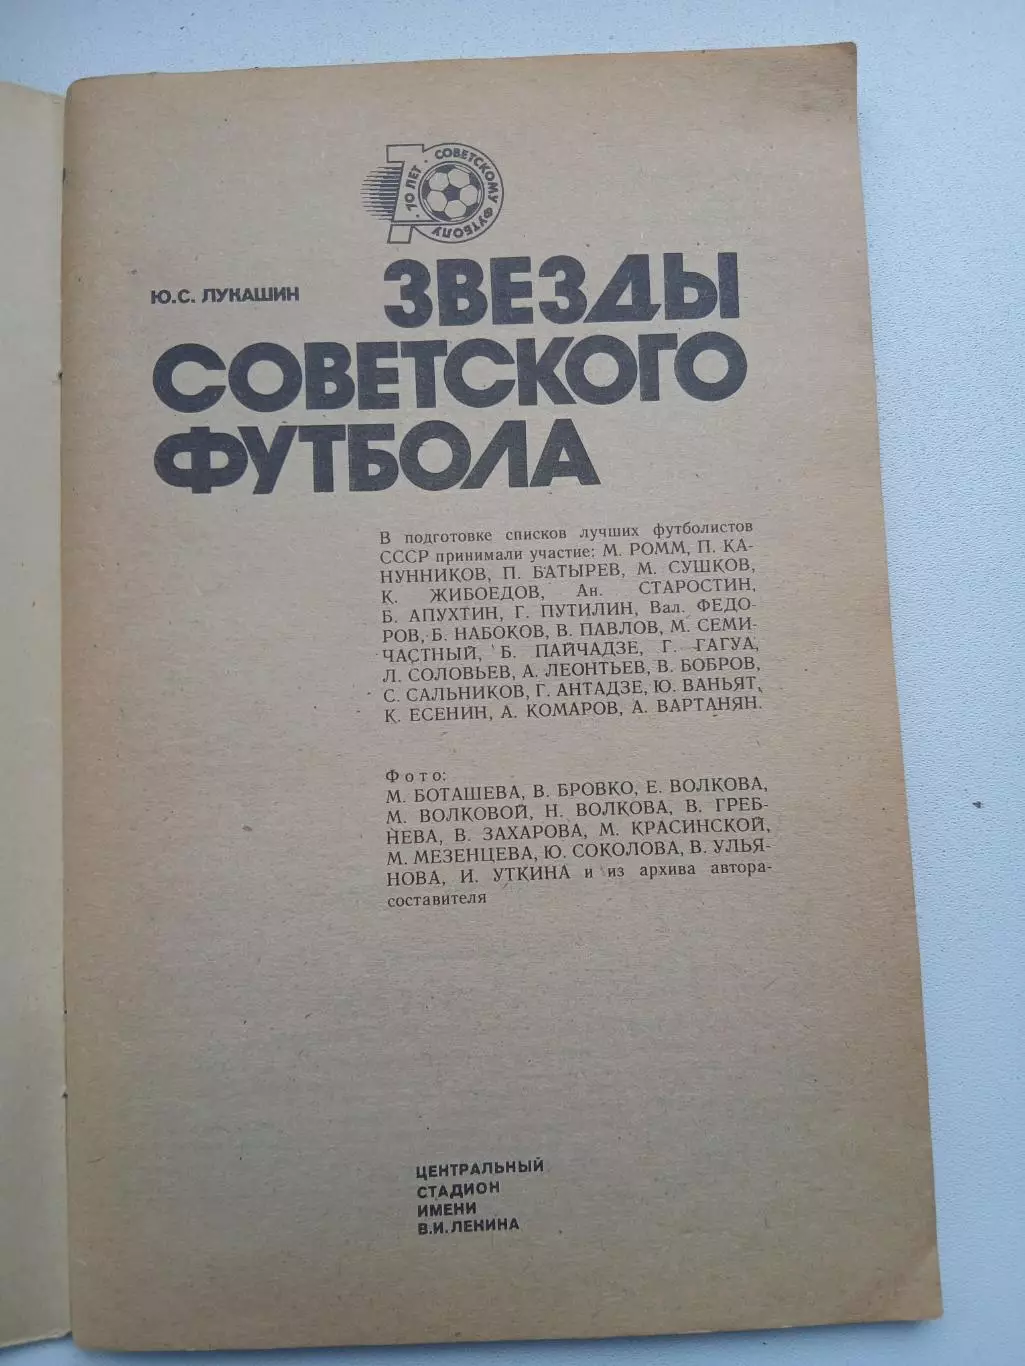 70 ЛЕТ · СОВЕТСКОМУ ФУТБОЛУ
Ю.С. ЛУКАШИН
ЗВЕЗДЫ
СОВЕТСКОГО
ФУТБОЛА
В подготовке списков лучших футболистов
СССР принимали участие: М. РОММ, П. КА-
НУННИКОВ, П. БАТЫРЕВ, М. СУШКОВ,
К. ЖИБОЕДОВ, Ан. СТАРОСТИН,
Б. АПУХТИН, Г. ПУТИЛИН, Вал. ФЕДО-
РОВ, Б. НАБОКОВ, В. ПАВЛОВ, М. СЕМИ-
ЧАСТНЫЙ, Б. ПАЙЧАДЗЕ, Г. ГАГУА,
Л. СОЛОВЬЕВ, А. ЛЕОНТЬЕВ, В. БОБРОВ,
С. САЛЬНИКОВ, Г. АНТАДЗЕ, Ю. ВАНЬЯТ,
К. ЕСЕНИН, А. КОМАРОВ, А. ВАРТАНЯН.
Фото:
М. БОТАШЕВА, В. БРОВКО, Е. ВОЛКОВА,
М. ВОЛКОВОЙ, Н. ВОЛКОВА, В. ГРЕБ-
НЕВА, В. ЗАХАРОВА, М. КРАСИНСКОЙ,
М. МЕЗЕНЦЕВА, Ю. СОКОЛОВА, В. УЛЬЯ-
НОВА, И. УТКИНА и из архива автора-
составителя
ЦЕНТРАЛЬНЫЙ
СТАДИОН
ИМЕНИ
В.И. ЛЕНИНА